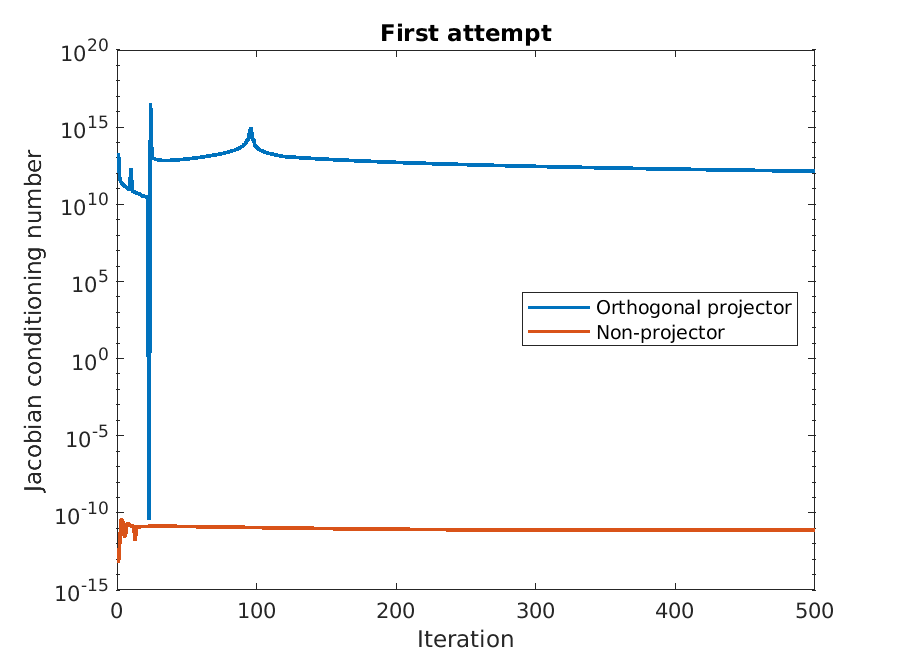 First attempt
10^20
10^15
10^10
10^5
10^0
10^-5
10^-10
10^-15
Jacobian conditioning number
Orthogonal projector
Non-projector
0 100 200 300 400 500
Iteration